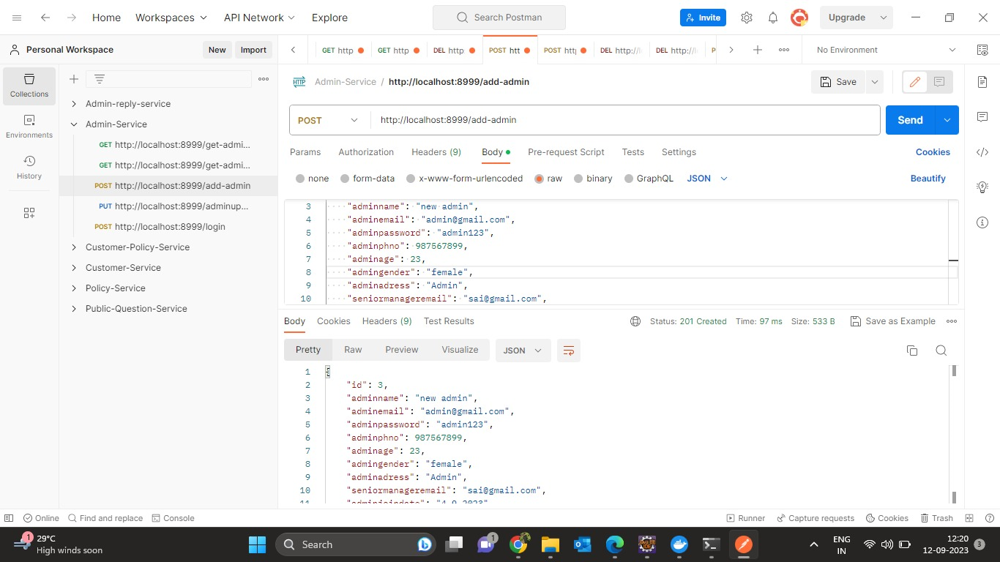 Home Workspaces API Network Explore Search Postman Invite Upgrade
Personal Workspace New Import GET http GET http DEL http POST htt POST http DEL http:// DEL http:// No Environment
Collections
Environments
History
Admin-reply-service
Admin-Service
GET http://localhost:8999/get-admi...
GET http://localhost:8999/get-admi...
POST http://localhost:8999/add-admin
PUT http://localhost:8999/adminup...
POST http://localhost:8999/login
Customer-Policy-Service
Customer-Service
Policy-Service
Public-Question-Service
HTTP Admin-Service / http://localhost:8999/add-admin Save
POST http://localhost:8999/add-admin Send
Params Authorization Headers (9) Body Pre-request Script Tests Settings Cookies
none form-data x-www-form-urlencoded raw binary GraphQL JSON Beautify
3 "adminname": "new admin",
4 "adminemail": "admin@gmail.com",
5 "adminpassword": "admin123",
6 "adminphno": 987567899,
7 "adminage": 23,
8 "admingender": "female",
9 "adminadress": "Admin",
10 "seniormanageremail": "sai@gmail.com",
Body Cookies Headers (9) Test Results Status: 201 Created Time: 97 ms Size: 533 B Save as Example
Pretty Raw Preview Visualize JSON
1 {
2 "id": 3,
3 "adminname": "new admin",
4 "adminemail": "admin@gmail.com",
5 "adminpassword": "admin123",
6 "adminphno": 987567899,
7 "adminage": 23,
8 "admingender": "female",
9 "adminadress": "Admin",
10 "seniormanageremail": "sai@gmail.com",
11 "adminjoindate": "4-9-2023"
Online Find and replace Console Runner Capture requests Cookies Trash
1 29°C
High winds soon
Search
1
ENG
IN
12:20
12-09-2023
3